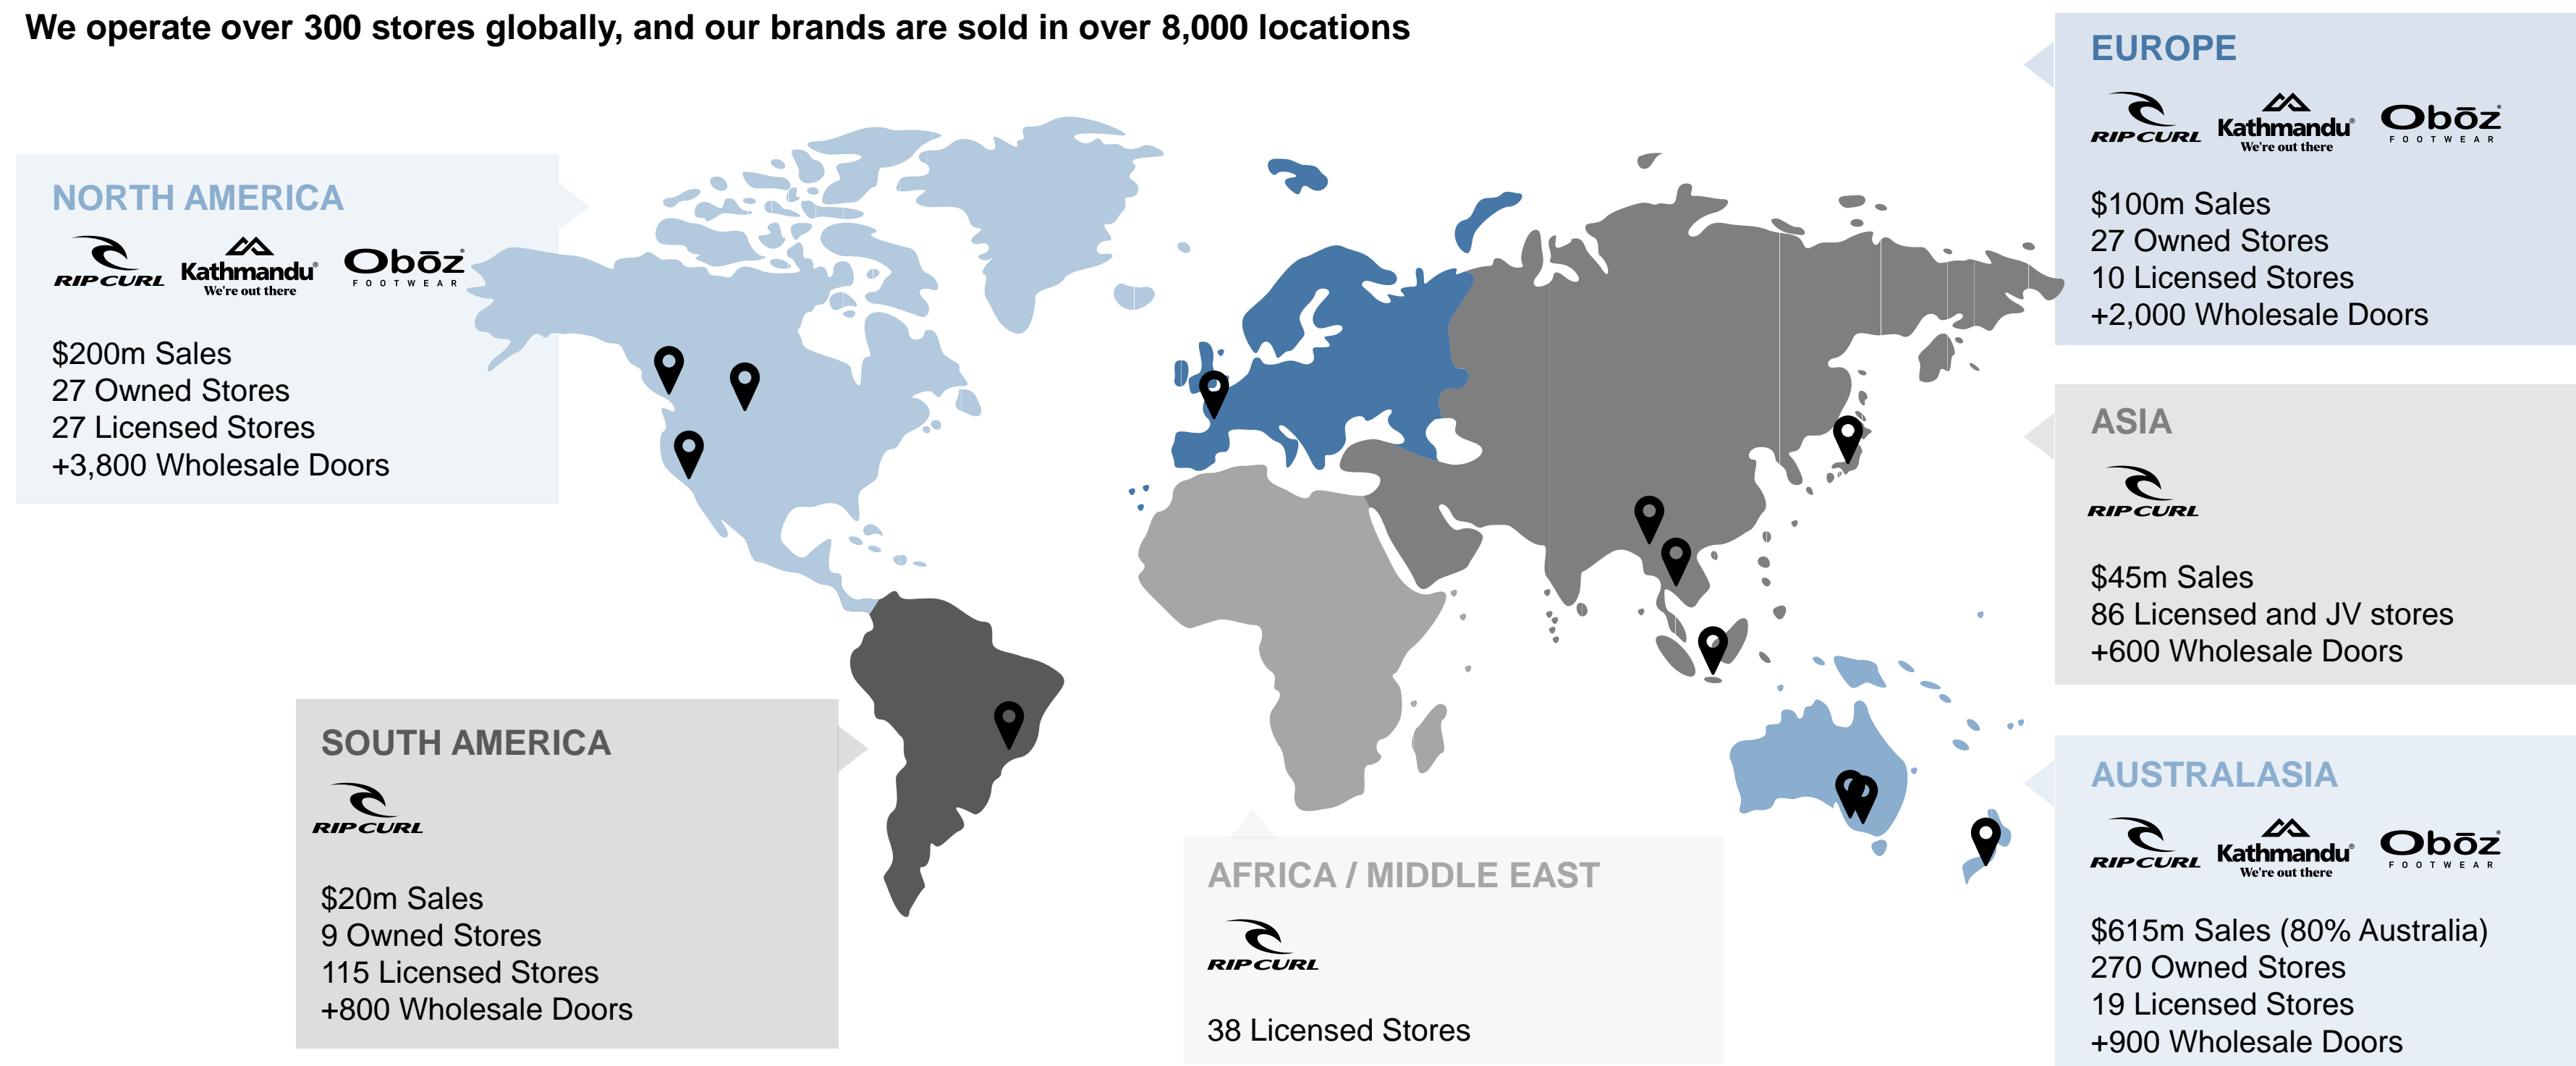 We operate over 300 stores globally, and our brands are sold in over 8,000 locations
NORTH AMERICA
RIP CURL
Kathmandu®
We're out there
Obōz®
FOOTWEAR
$200m Sales
27 Owned Stores
27 Licensed Stores
+3,800 Wholesale Doors
SOUTH AMERICA
RIP CURL
$20m Sales
9 Owned Stores
115 Licensed Stores
+800 Wholesale Doors
AFRICA / MIDDLE EAST
RIP CURL
38 Licensed Stores
EUROPE
RIP CURL
Kathmandu®
We're out there
Obōz®
FOOTWEAR
$100m Sales
27 Owned Stores
10 Licensed Stores
+2,000 Wholesale Doors
ASIA
RIP CURL
$45m Sales
86 Licensed and JV stores
+600 Wholesale Doors
AUSTRALASIA
RIP CURL
Kathmandu®
We're out there
Obōz®
FOOTWEAR
$615m Sales (80% Australia)
270 Owned Stores
19 Licensed Stores
+900 Wholesale Doors